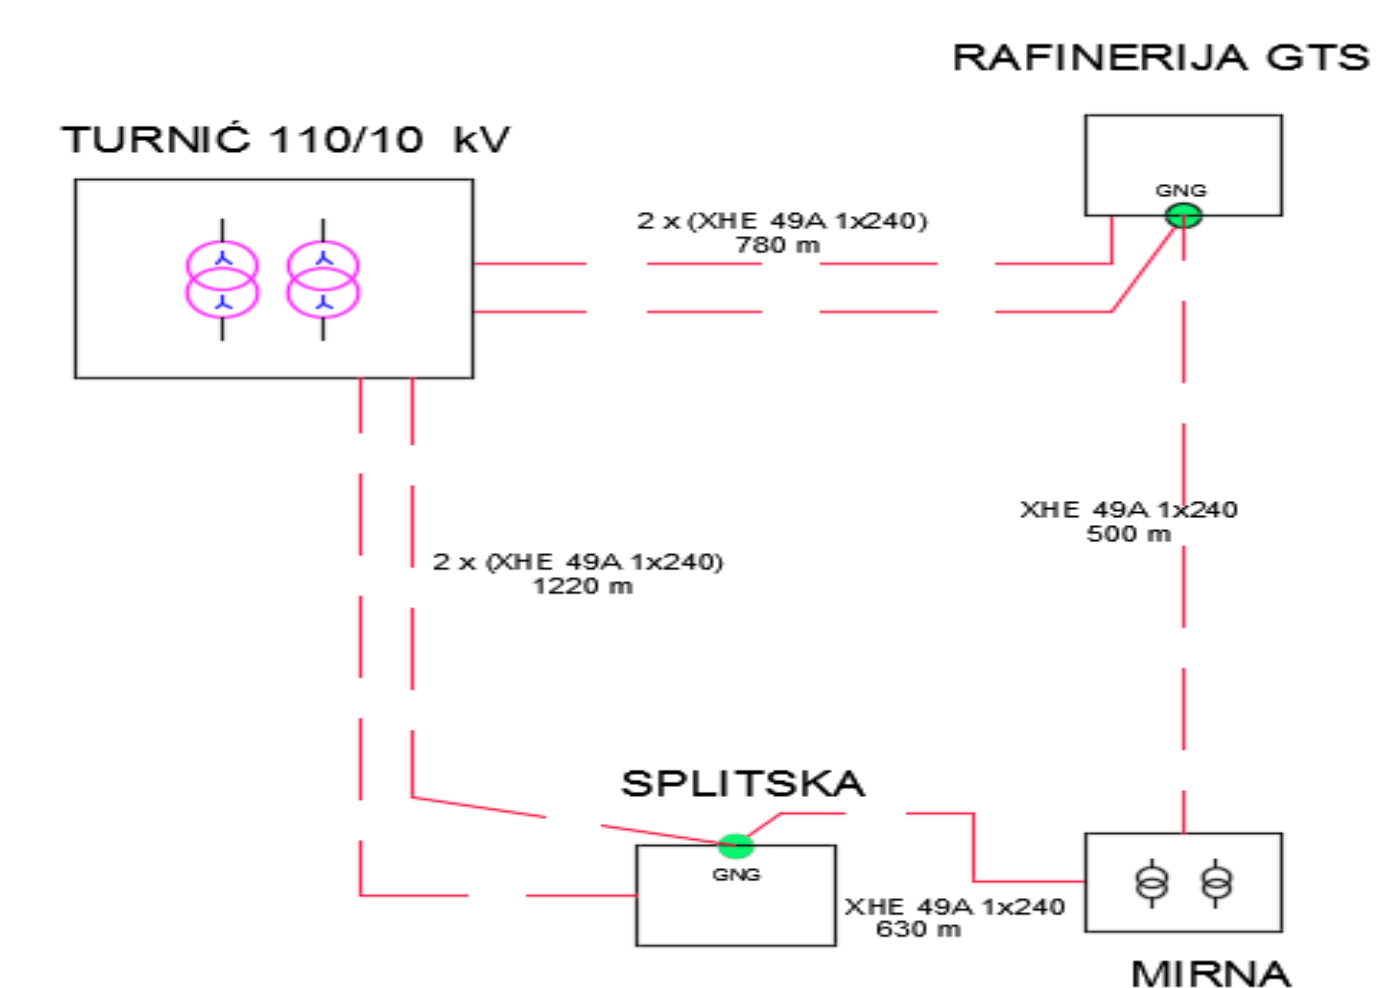 RAFINERIJA GTS
TURNIĆ 110/10 kV
GNG
2 x (XHE 49A 1x240)
780 m
XHE 49A 1x240
500 m
2 x (XHE 49A 1x240)
1220 m
SPLITSKA
GNG
XHE 49A 1x240
630 m
MIRNA